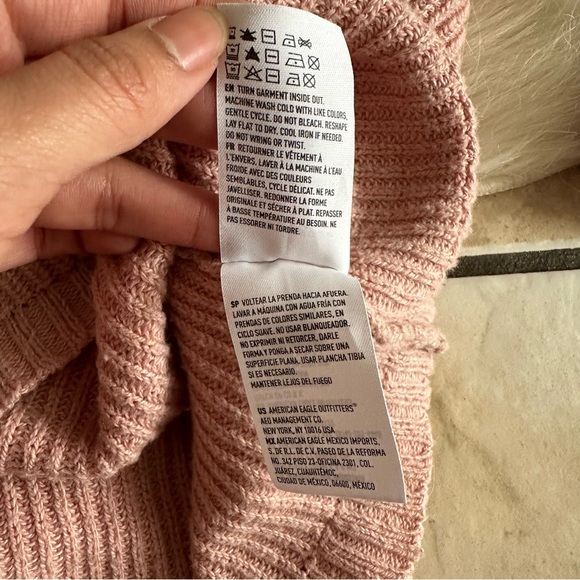 EN TURN GARMENT INSIDE OUT.
MACHINE WASH COLD WITH LIKE COLORS,
GENTLE CYCLE. DO NOT BLEACH. RESHAPE
LAY FLAT TO DRY. COOL IRON IF NEEDED.
DO NOT WRING OR TWIST.
FR RETOURNER LE VÊTEMENT À
L'ENVERS. LAVER À LA MACHINE À L'EAU
FROIDE AVEC DES COULEURS
SEMBLABLES, CYCLE DÉLICAT. NE PAS
JAVELLISER. REDONNER LA FORME
ORIGINALE ET SÉCHER À PLAT. REPASSER
À BASSE TEMPÉRATURE AU BESOIN. NE
PAS ESSORER NI TORDRE.
SP VOLTEAR LA PRENDA HACIA AFUERA.
LAVAR A MÁQUINA CON AGUA FRÍA CON
PRENDAS DE COLORES SIMILARES, EN
CICLO SUAVE. NO USAR BLANQUEADOR.
NO EXPRIMIR NI RETORCER. DARLE
FORMA Y PONGA A SECAR SOBRE UNA
SUPERFICIE PLANA. USAR PLANCHA TIBIA
SI ES NECESARIO.
MANTENER LEJOS DEL FUEGO
US AMERICAN EAGLE OUTFITTERS®
AEO MANAGEMENT CO.
NEW YORK, NY 10016 USA
MX AMERICAN EAGLE MEXICO IMPORTS,
S. DE R.L. DE C.V. PASEO DE LA REFORMA
NO. 342 PISO 23-OFICINA 2301, COL.
JUÁREZ, CUAUHTÉMOC,
CIUDAD DE MÉXICO, 06600, MÉXICO